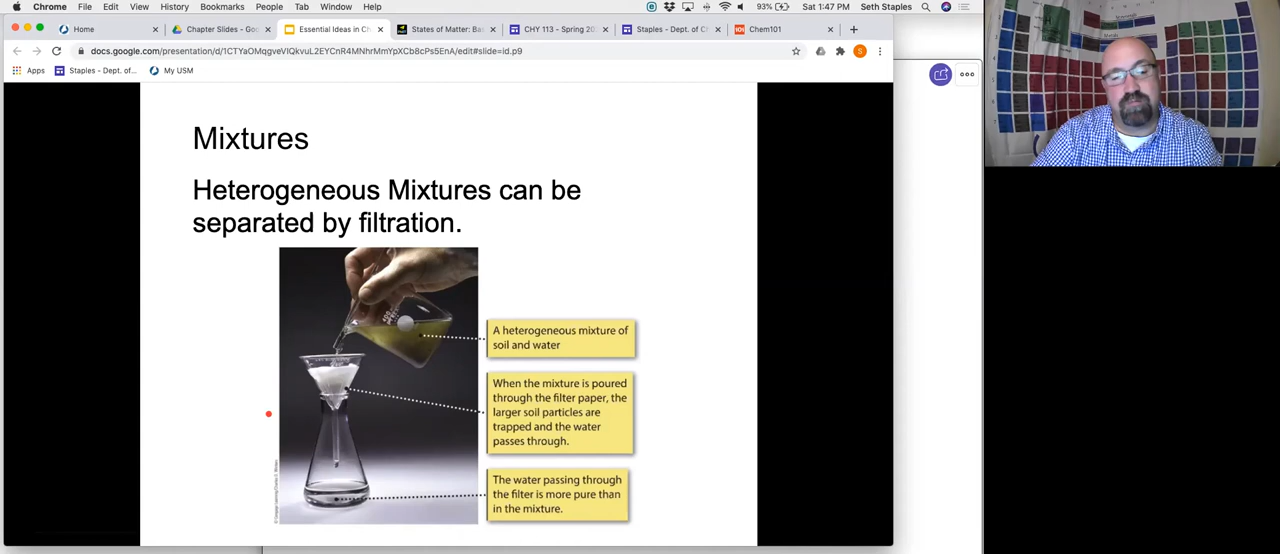 Chrome File Edit View History Bookmarks People Tab Window Help 93% Sat 1:47 PM Seth Staples
Home Chapter Slides - Goo Essential Ideas in Ch States of Matter: Ba CHY 113 - Spring 20 Staples - Dept. of Ch Chem101
docs.google.com/presentation/d/1CTYaOMqgveVIQkvuL2EYCnR4MNhrMmYpXCb8cPs5EnA/edit#slide=id.p9
Apps Staples - Dept. of... My USM
Mixtures
Heterogeneous Mixtures can be
separated by filtration.
A heterogeneous mixture of
soil and water
When the mixture is poured
through the filter paper, the
larger soil particles are
trapped and the water
passes through.
The water passing through
the filter is more pure than
in the mixture.